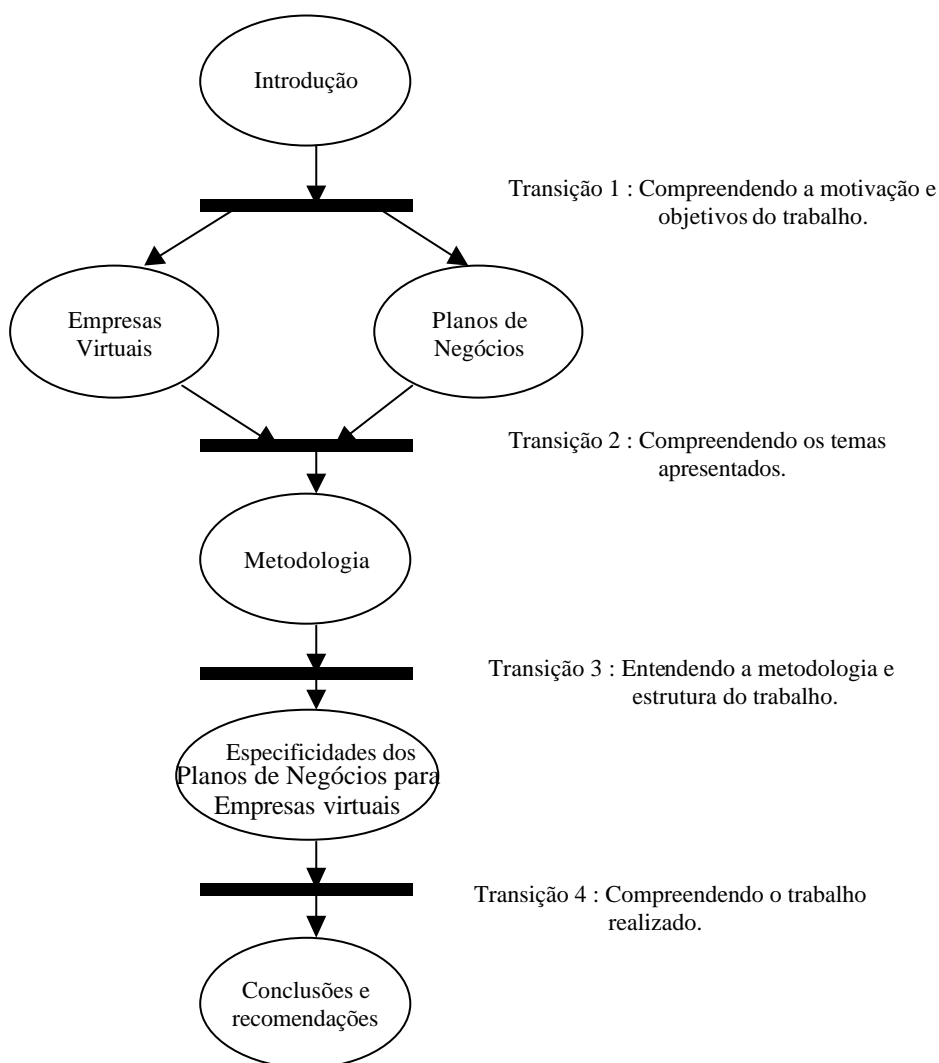 Introdução
Transição 1 : Compreendendo a motivação e
objetivos do trabalho.
Empresas
Virtuais
Planos de
Negócios
Transição 2 : Compreendendo os temas
apresentados.
Metodologia
Transição 3 : Entendendo a metodologia e
estrutura do trabalho.
Especificidades dos
Planos de Negócios para
Empresas virtuais
Transição 4 : Compreendendo o trabalho
realizado.
Conclusões e
recomendações